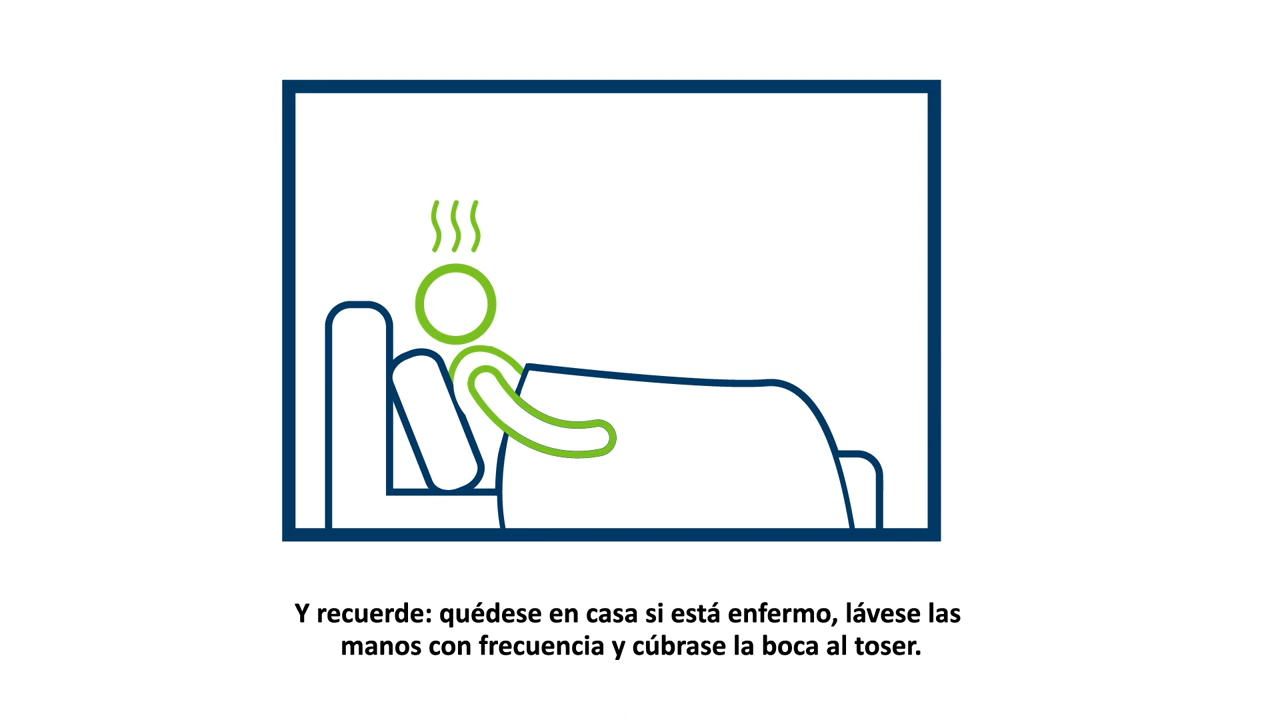 Y recuerde: quédese en casa si está enfermo, lávese las
manos con frecuencia y cúbrase la boca al toser.